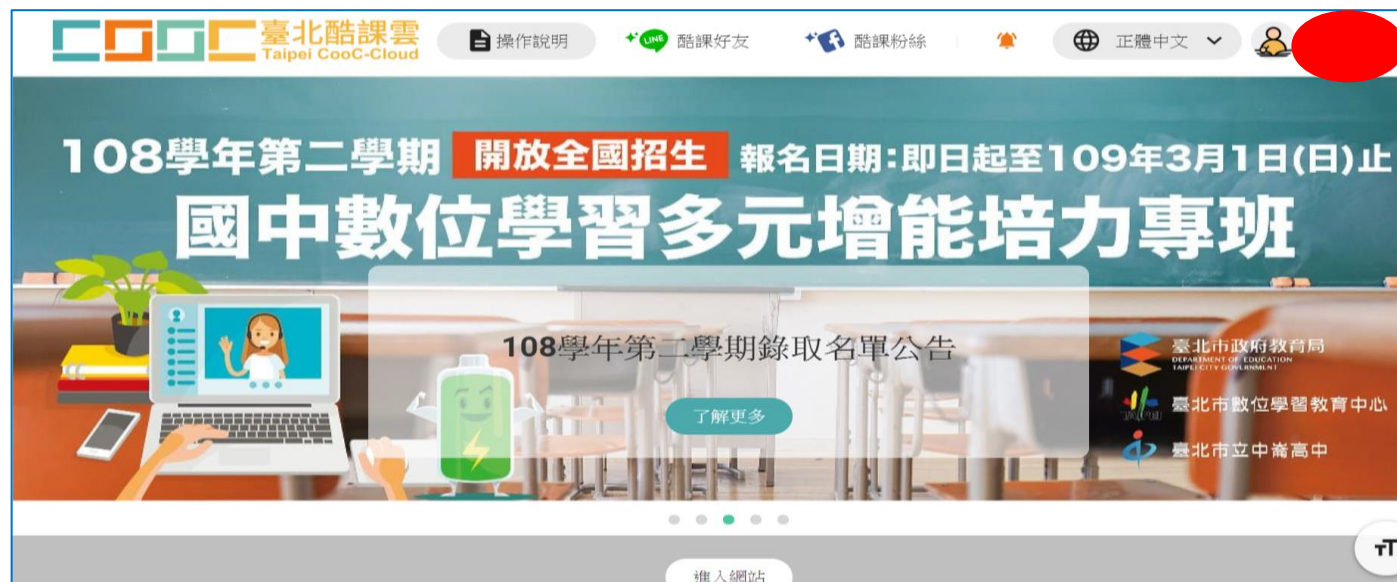 COOC 臺北酷課雲
Taipei CooC-Cloud
操作說明
LINE 酷課好友
酷課粉絲
正體中文
108學年第二學期 開放全國招生 報名日期:即日起至109年3月1日(日)止
國中數位學習多元增能培力專班
108學年第二學期錄取名單公告
了解更多
臺北市政府教育局
DEPARTMENT OF EDUCATION
TAIPEI CITY GOVERNMENT
臺北市數位學習教育中心
臺北市立中崙高中
進入網站
TT